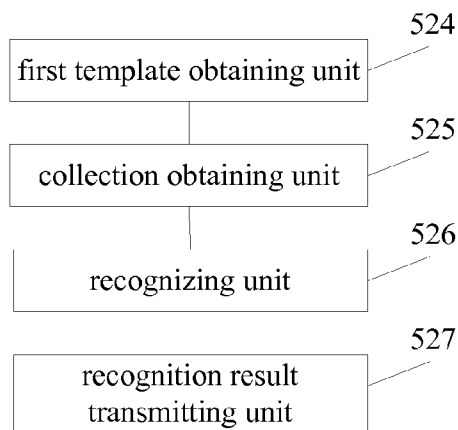 524
first template obtaining unit
525
collection obtaining unit
526
recognizing unit
527
recognition result
transmitting unit